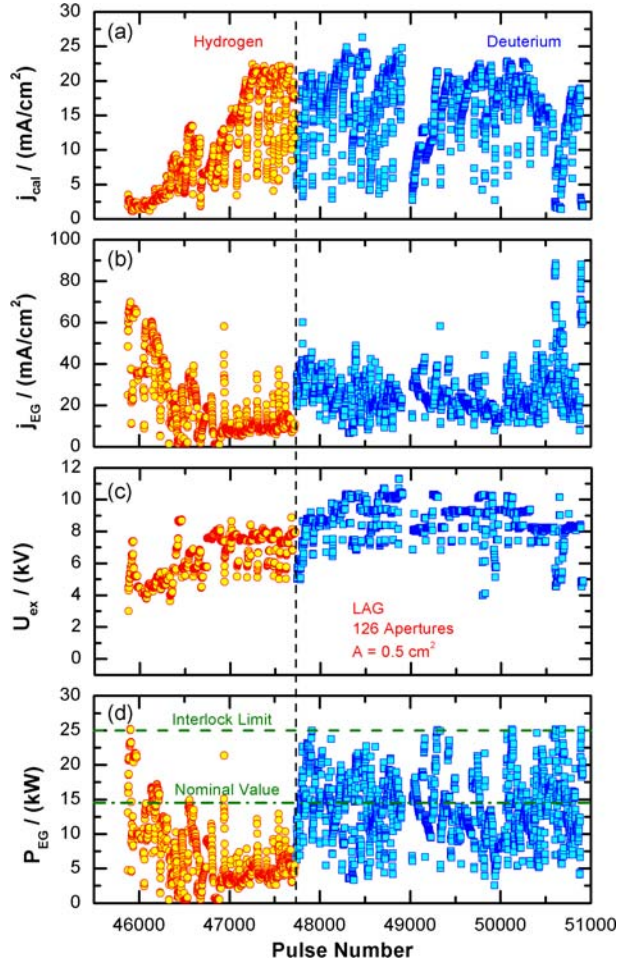 (a)
Hydrogen
Deuterium
30
25
20
15
10
5
0
j_cal / (mA/cm²)
(b)
100
80
60
40
20
0
j_EG / (mA/cm²)
(c)
12
10
8
6
4
2
0
U_ex / (kV)
LAG
126 Apertures
A = 0.5 cm²
(d)
30
25
20
15
10
5
0
P_EG / (kW)
Interlock Limit
Nominal Value
46000 47000 48000 49000 50000 51000
Pulse Number